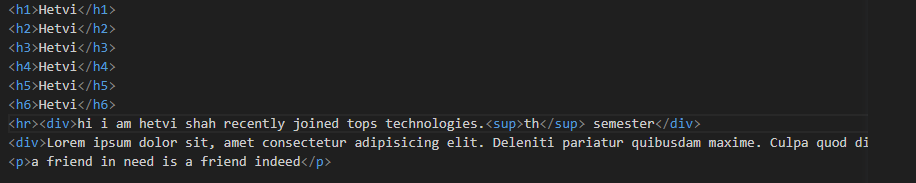 <h1>Hetvi</h1>
<h2>Hetvi</h2>
<h3>Hetvi</h3>
<h4>Hetvi</h4>
<h5>Hetvi</h5>
<h6>Hetvi</h6>
<hr><div>hi i am hetvi shah recently joined tops technologies.<sup>th</sup> semester</div>
<div>Lorem ipsum dolor sit, amet consectetur adipisicing elit. Deleniti pariatur quibusdam maxime. Culpa quod di
<p>a friend in need is a friend indeed</p>